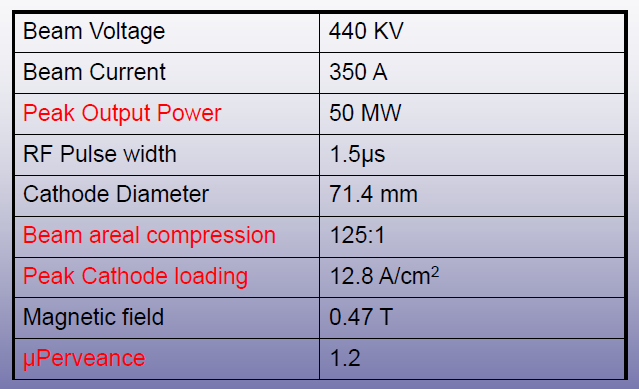 Beam Voltage 440 KV
Beam Current 350 A
Peak Output Power 50 MW
RF Pulse width 1.5µs
Cathode Diameter 71.4 mm
Beam areal compression 125:1
Peak Cathode loading 12.8 A/cm²
Magnetic field 0.47 T
µPerveance 1.2